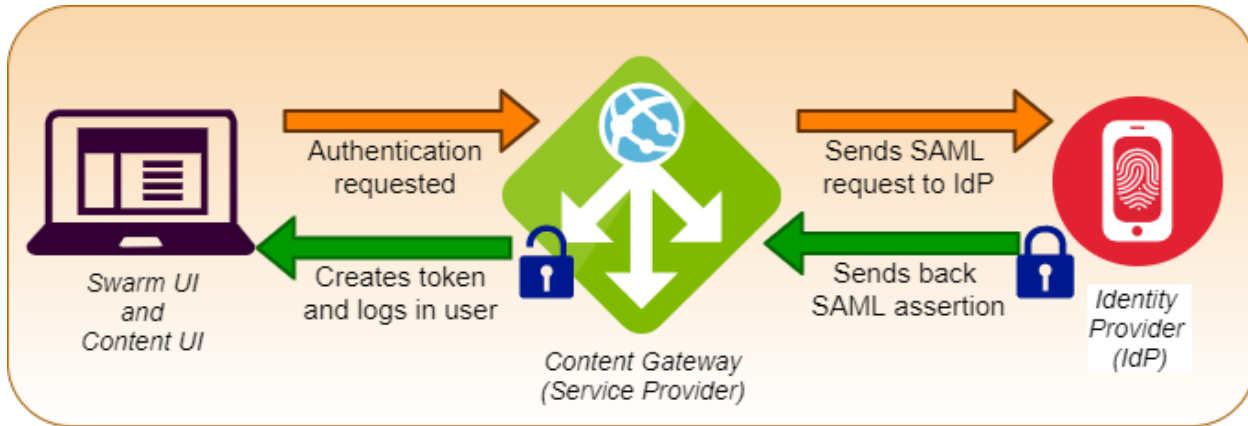 Authentication
requested
Sends SAML
request to IdP
Creates token
and logs in user
Sends back
SAML assertion
Swarm UI
and
Content UI
Content Gateway
(Service Provider)
Identity
Provider
(IdP)